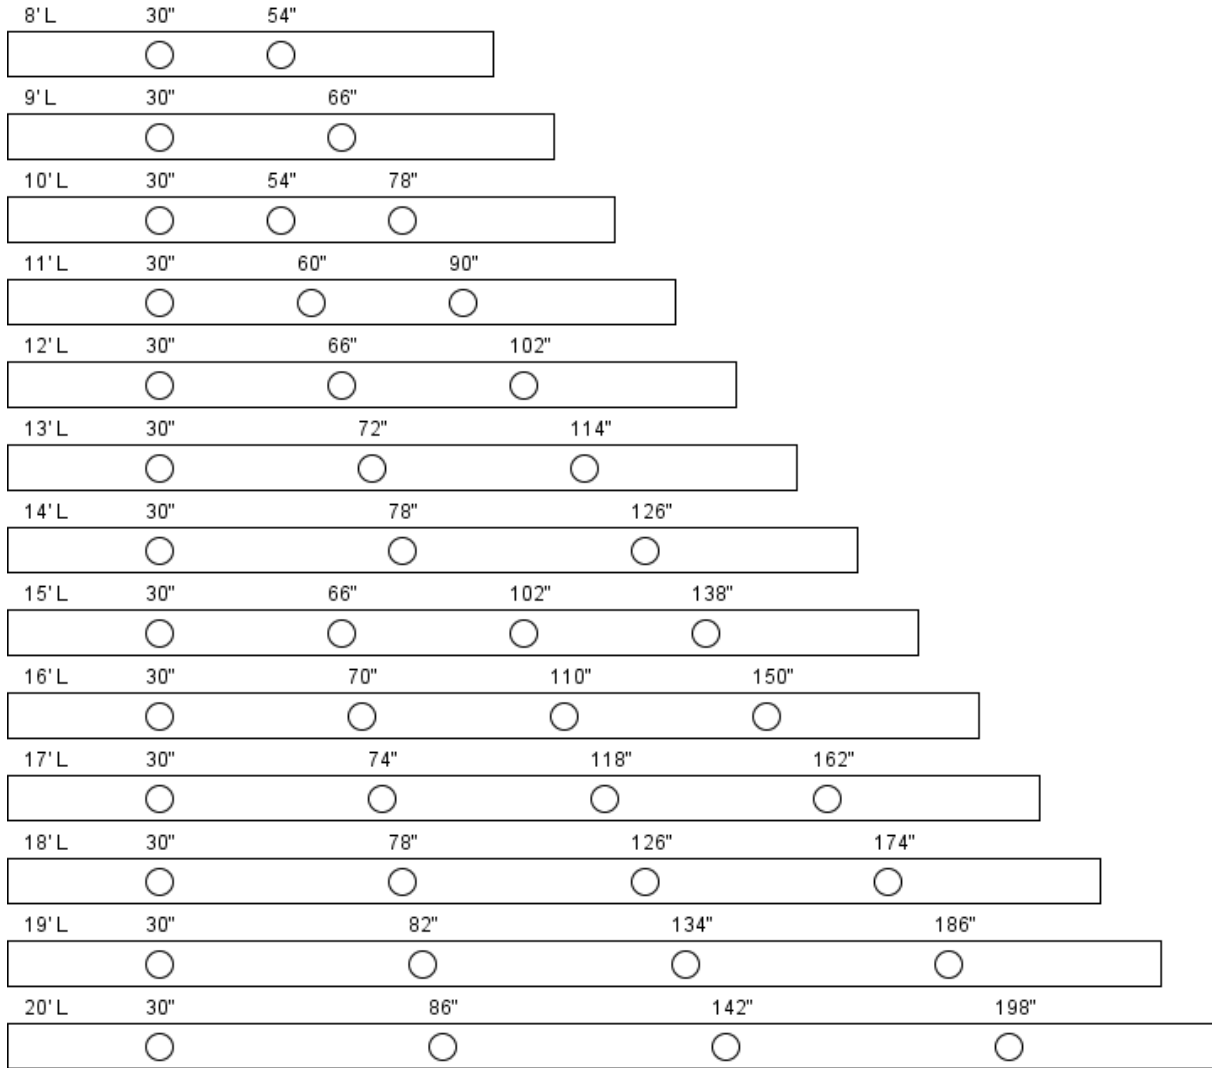 8' L 30" 54"
9' L 30" 66"
10' L 30" 54" 78"
11' L 30" 60" 90"
12' L 30" 66" 102"
13' L 30" 72" 114"
14' L 30" 78" 126"
15' L 30" 66" 102" 138"
16' L 30" 70" 110" 150"
17' L 30" 74" 118" 162"
18' L 30" 78" 126" 174"
19' L 30" 82" 134" 186"
20' L 30" 86" 142" 198"